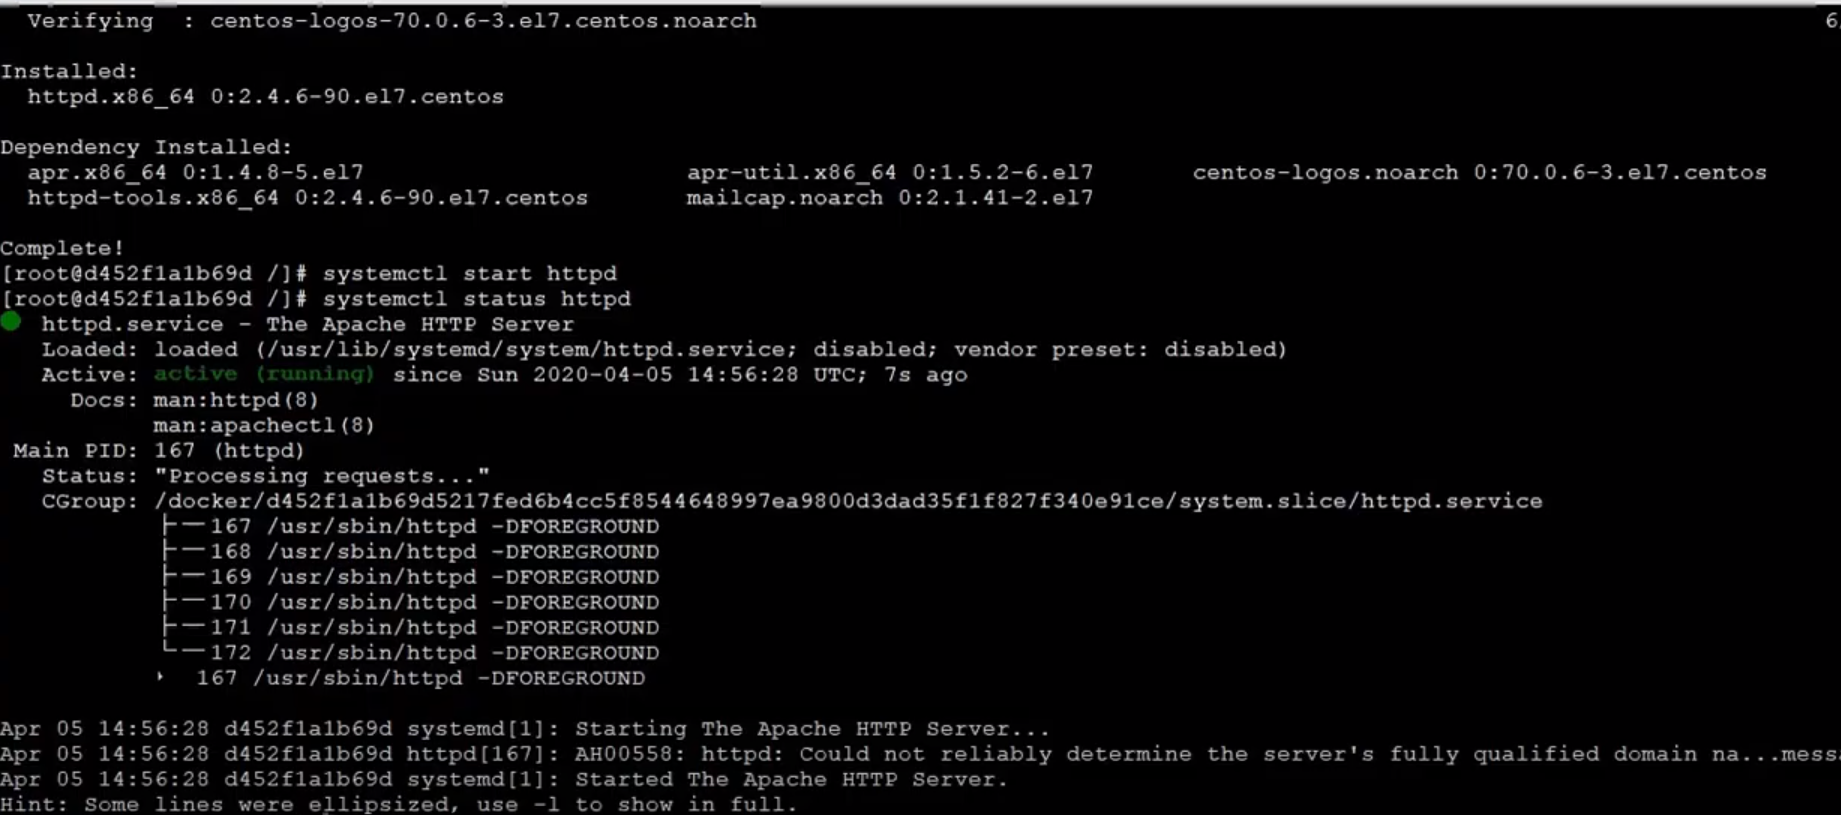 Verifying  : centos-logos-70.0.6-3.el7.centos.noarch 6
Installed:
httpd.x86_64 0:2.4.6-90.el7.centos
Dependency Installed:
apr.x86_64 0:1.4.8-5.el7 apr-util.x86_64 0:1.5.2-6.el7 centos-logos.noarch 0:70.0.6-3.el7.centos
httpd-tools.x86_64 0:2.4.6-90.el7.centos mailcap.noarch 0:2.1.41-2.el7
Complete!
[root@d452f1a1b69d /]# systemctl start httpd
[root@d452f1a1b69d /]# systemctl status httpd
● httpd.service - The Apache HTTP Server
Loaded: loaded (/usr/lib/systemd/system/httpd.service; disabled; vendor preset: disabled)
Active: active (running) since Sun 2020-04-05 14:56:28 UTC; 7s ago
Docs: man:httpd(8)
man:apachectl(8)
Main PID: 167 (httpd)
Status: "Processing requests..."
CGroup: /docker/d452f1a1b69d5217fed6b4cc5f8544648997ea9800d3dad35f1f827f340e91ce/system.slice/httpd.service
├─167 /usr/sbin/httpd -DFOREGROUND
├─168 /usr/sbin/httpd -DFOREGROUND
├─169 /usr/sbin/httpd -DFOREGROUND
├─170 /usr/sbin/httpd -DFOREGROUND
├─171 /usr/sbin/httpd -DFOREGROUND
└─172 /usr/sbin/httpd -DFOREGROUND
‣ 167 /usr/sbin/httpd -DFOREGROUND
Apr 05 14:56:28 d452f1a1b69d systemd[1]: Starting The Apache HTTP Server...
Apr 05 14:56:28 d452f1a1b69d httpd[167]: AH00558: httpd: Could not reliably determine the server's fully qualified domain na...mess
Apr 05 14:56:28 d452f1a1b69d systemd[1]: Started The Apache HTTP Server.
Hint: Some lines were ellipsized, use -l to show in full.